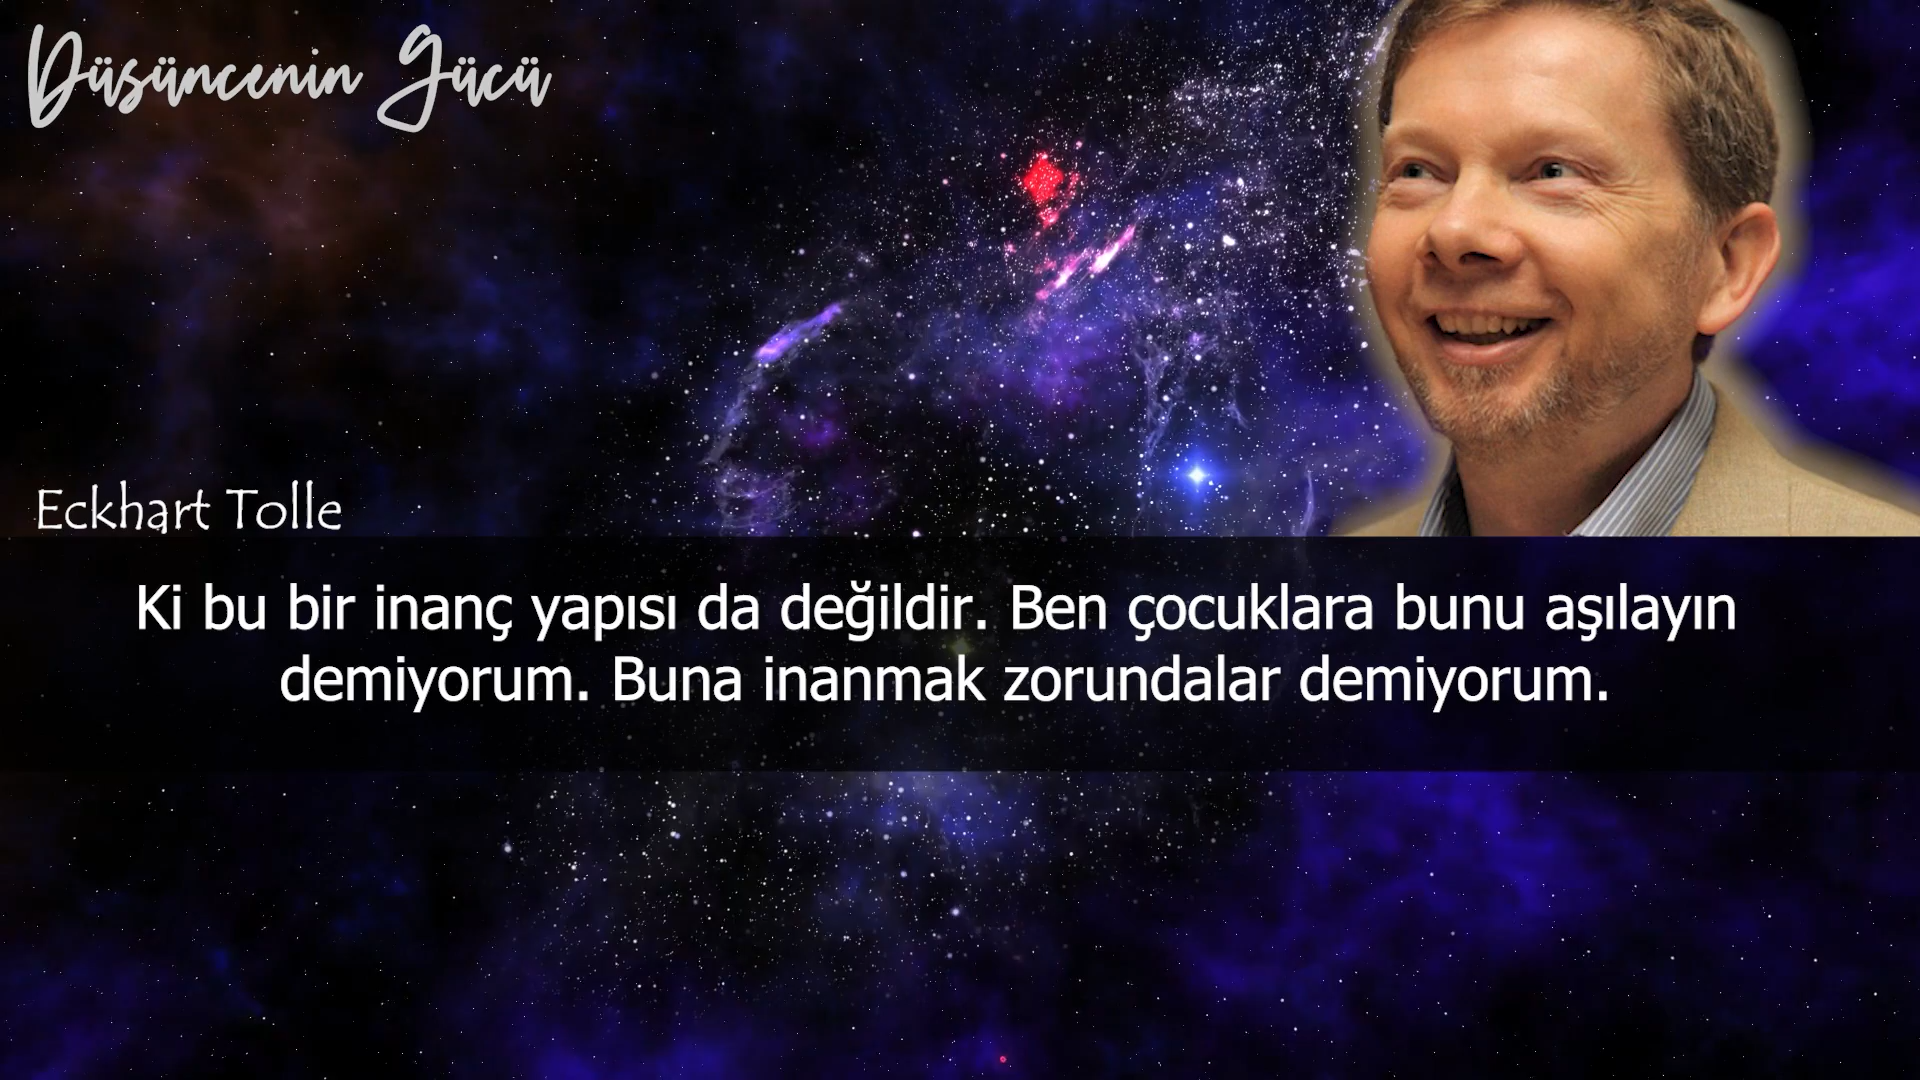 Düsüncenin Gücü
Eckhart Tolle
Ki bu bir inanç yapısı da değildir. Ben çocuklara bunu aşılayın
demiyorum. Buna inanmak zorundalar demiyorum.